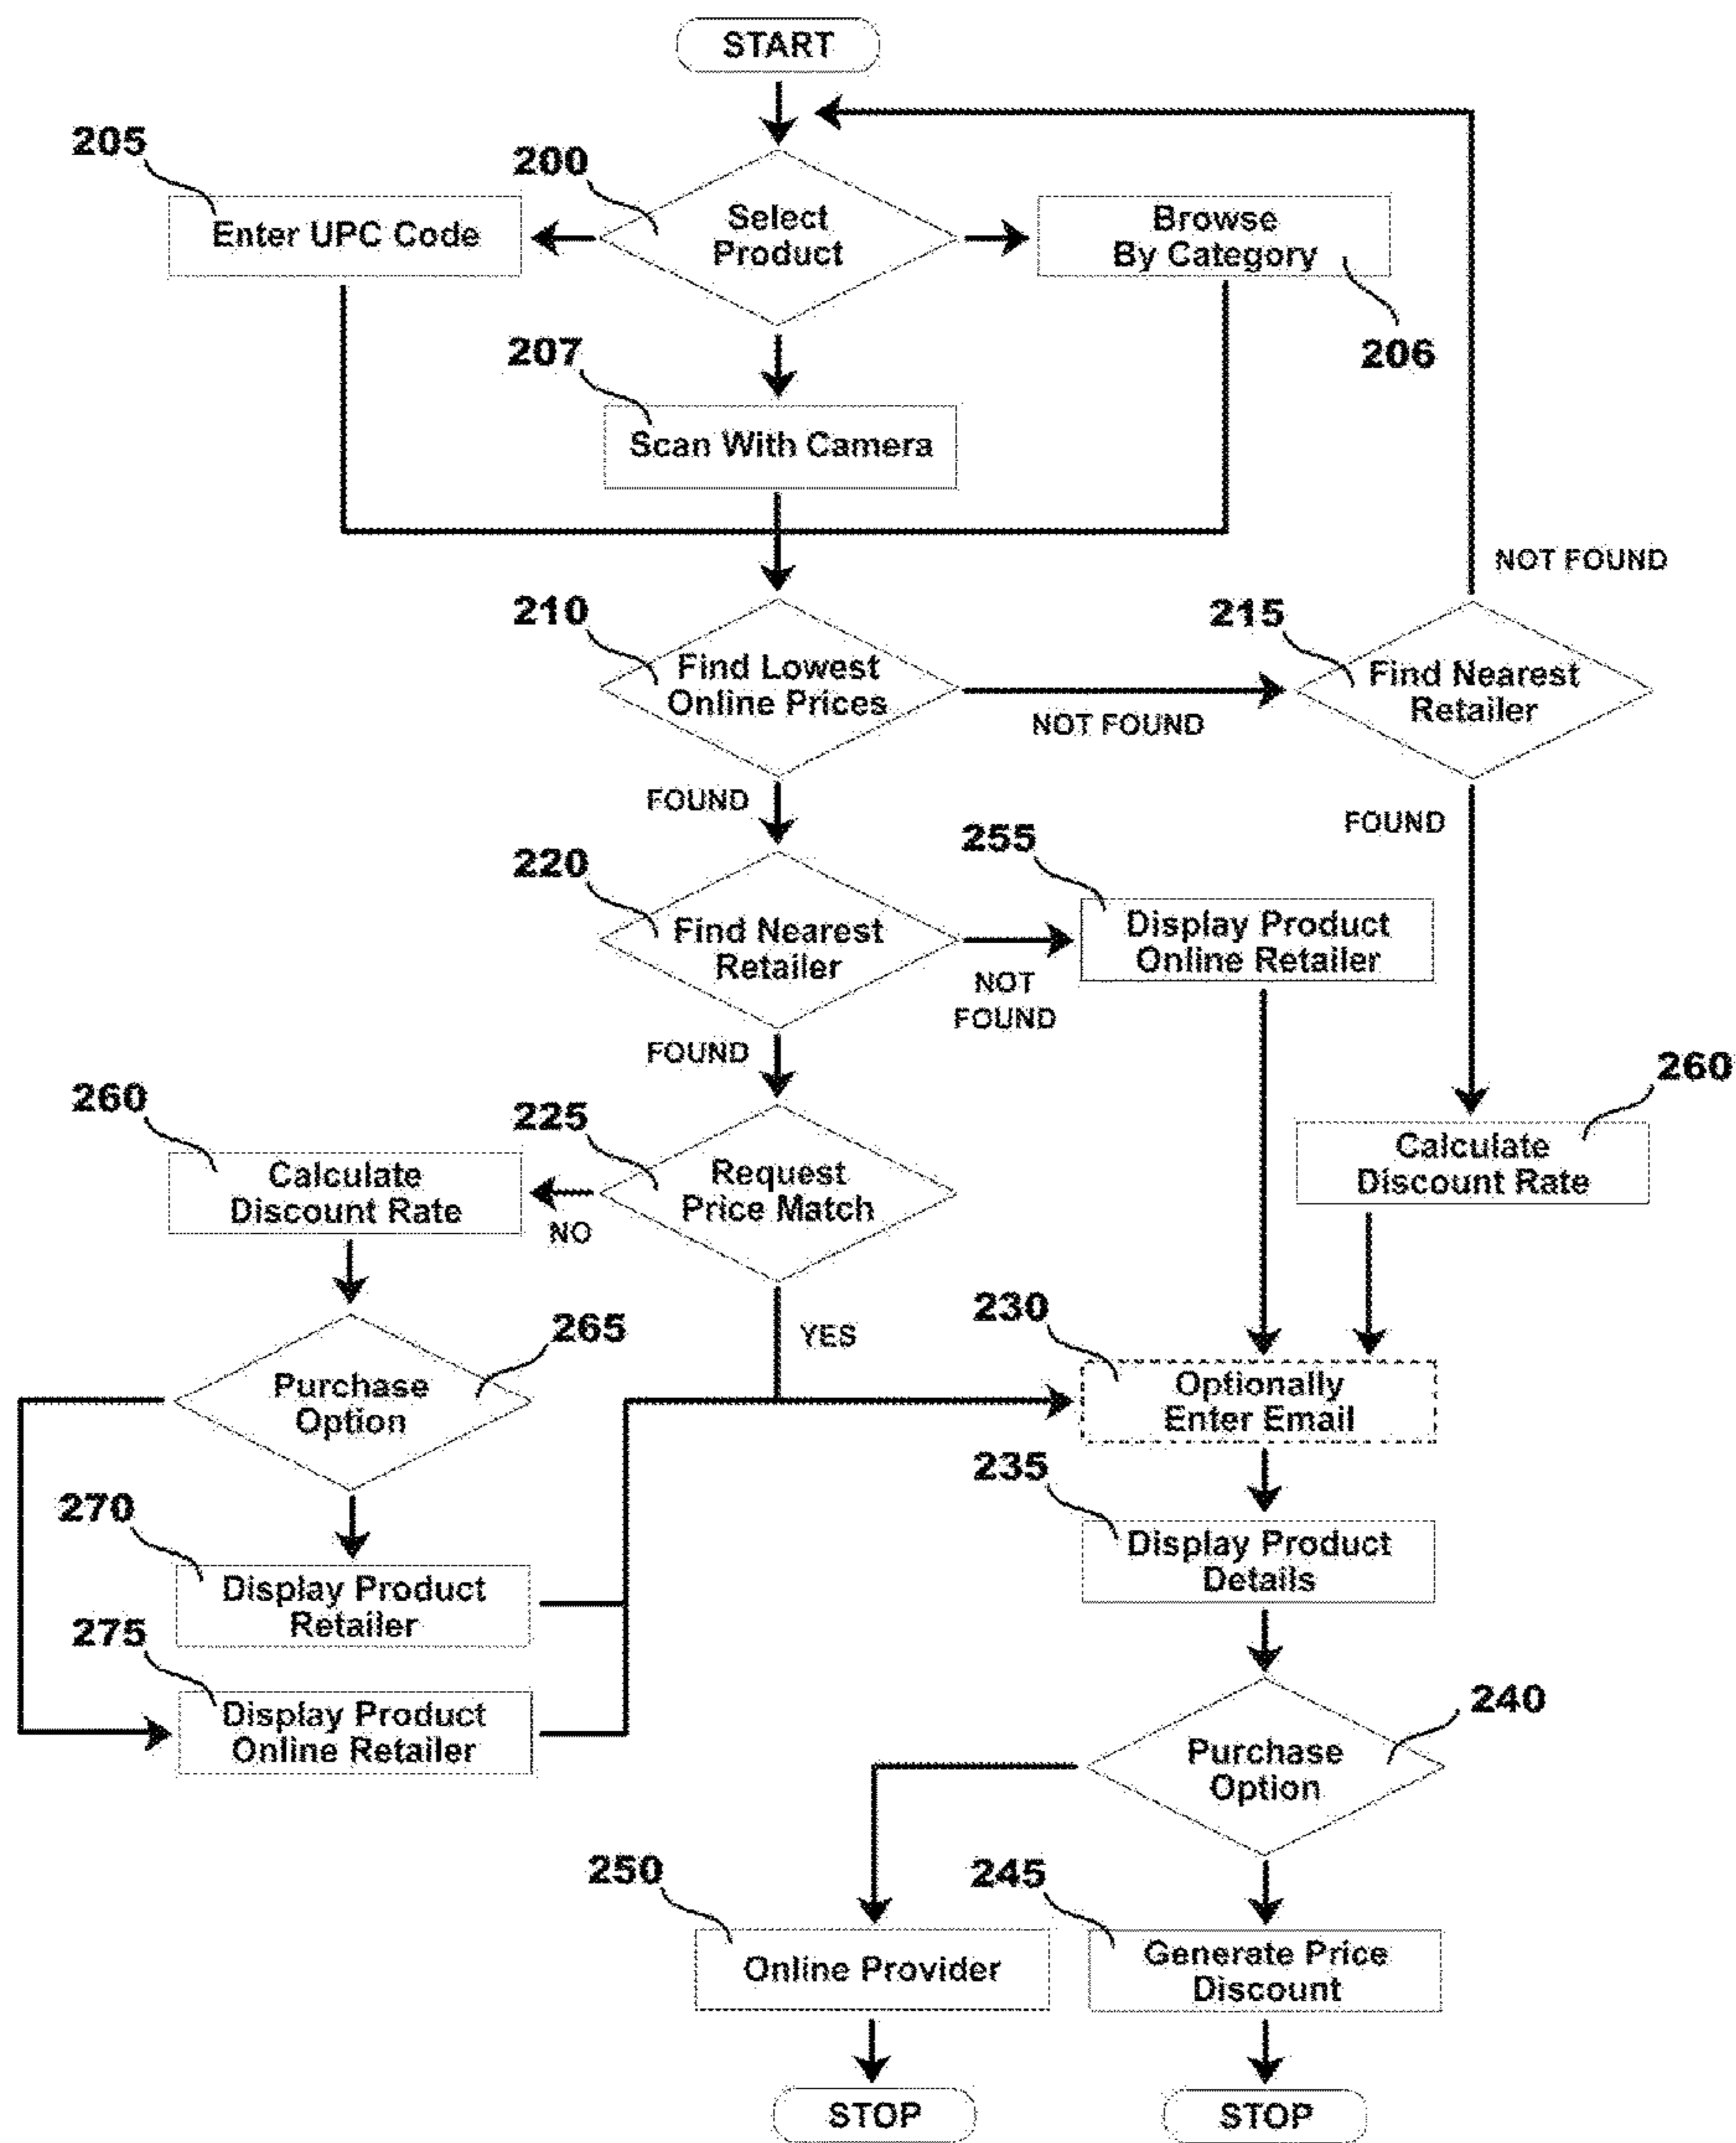 START
205
200
Enter UPC Code
Select
Product
Browse
By Category
207
206
Scan With Camera
NOT FOUND
210
215
Find Lowest
Online Prices
Find Nearest
Retailer
NOT FOUND
FOUND
FOUND
220
255
Find Nearest
Retailer
Display Product
Online Retailer
NOT
FOUND
FOUND
260
225
260
Calculate
Discount Rate
Request
Price Match
Calculate
Discount Rate
NO
230
265
YES
Purchase
Option
Optionally
Enter Email
235
270
Display Product
Retailer
Display Product
Details
275
Display Product
Online Retailer
240
Purchase
Option
250
245
Online Provider
Generate Price
Discount
STOP
STOP